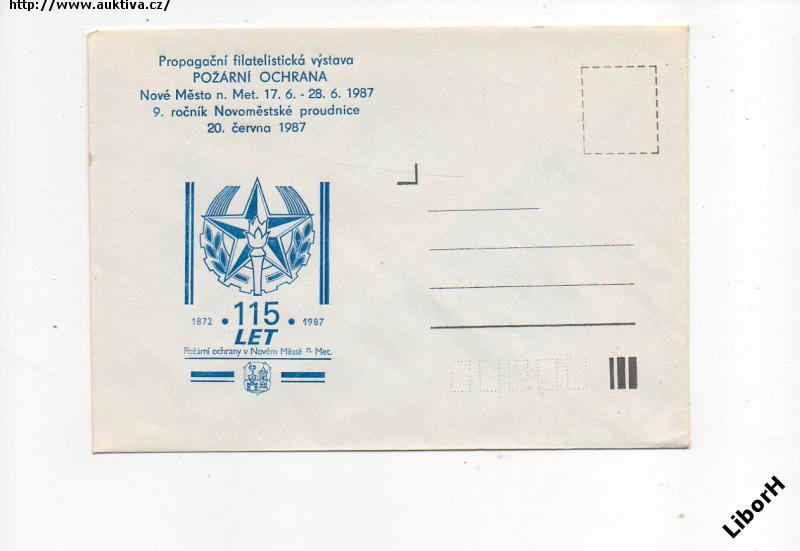 http://www.auktiva.cz/
Propagační filatelistická výstava
POŽÁRNÍ OCHRANA
Nové Město n. Met. 17. 6. - 28. 6. 1987
9. ročník Novoměstské proudnice
20. června 1987
1872 • 115 • 1987
LET
Požární ochrany v Novém Městě n. Met.
LiborH